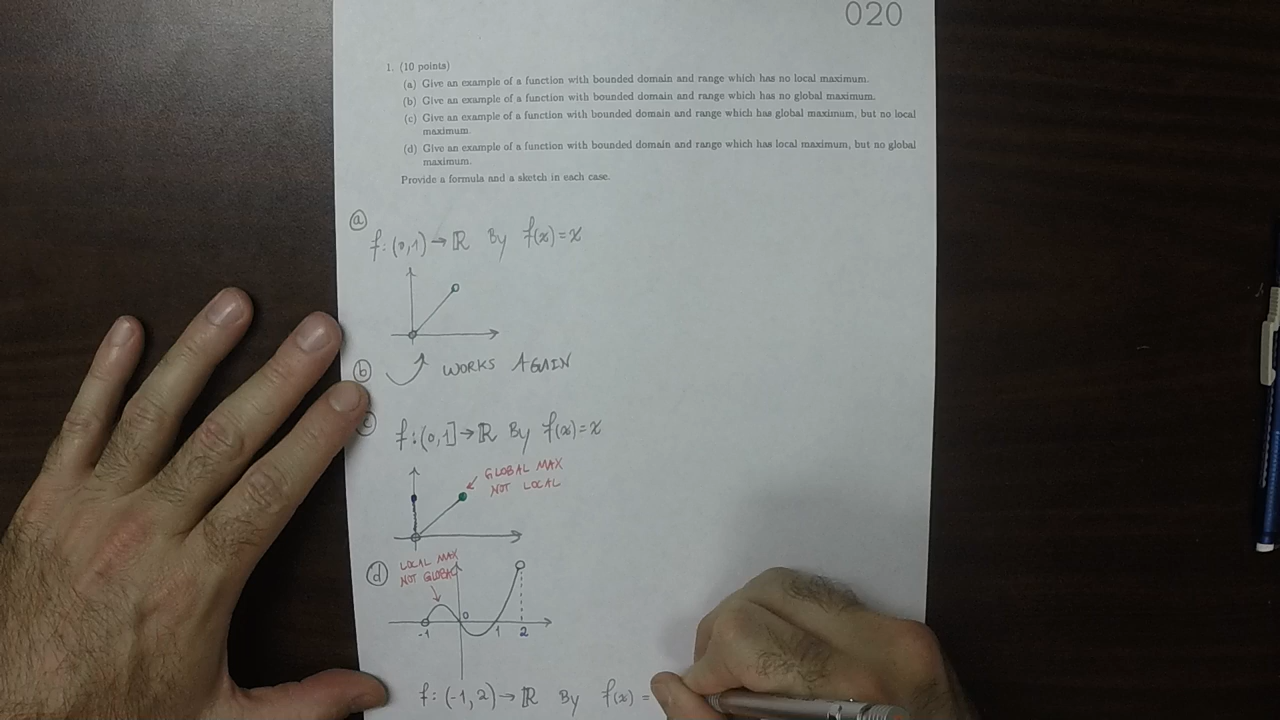 020
1. (10 points)
(a) Give an example of a function with bounded domain and range which has no local maximum.
(b) Give an example of a function with bounded domain and range which has no global maximum.
(c) Give an example of a function with bounded domain and range which has global maximum, but no local
maximum.
(d) Give an example of a function with bounded domain and range which has local maximum, but no global
maximum.
Provide a formula and a sketch in each case.
a
f: (0,1) → ℝ By f(x) = x
b WORKS AGAIN
c f: (0,1] → ℝ By f(x) = x
GLOBAL MAX
NOT LOCAL
d LOCAL MAX
NOT GLOBAL
0
-1 1 2
f: (-1, 2) → ℝ By f(x) =